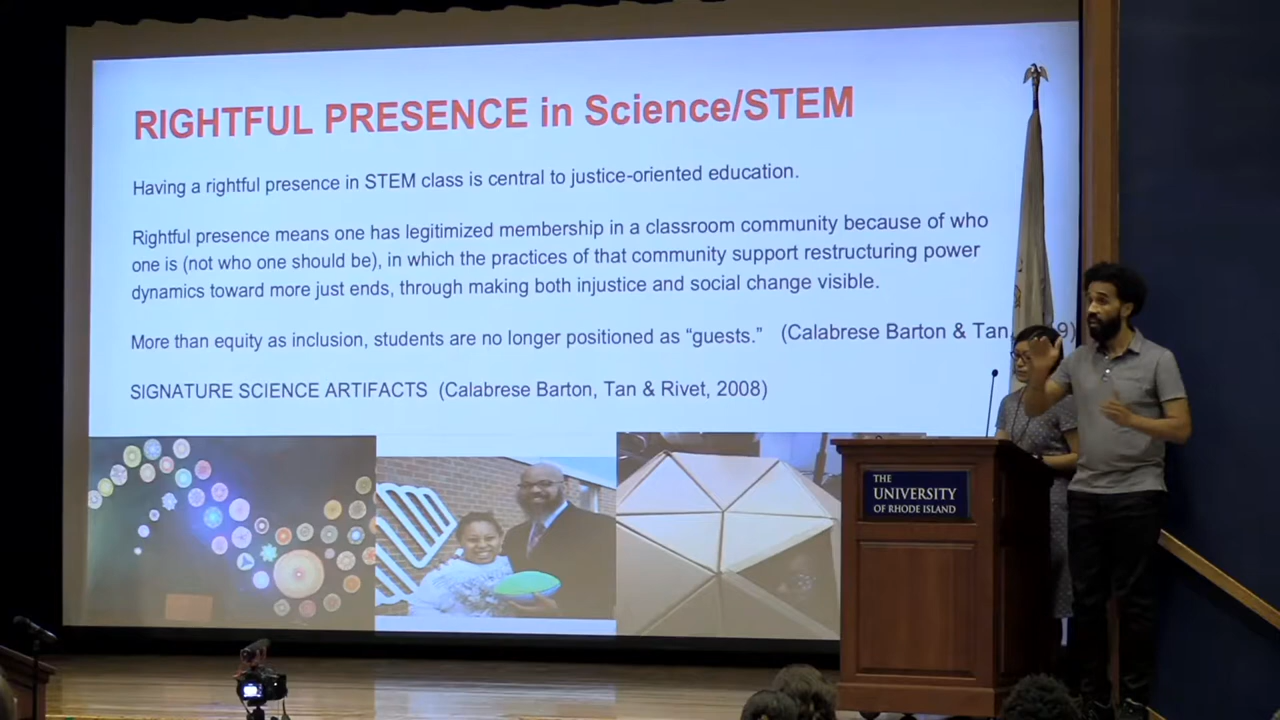 RIGHTFUL PRESENCE in Science/STEM
Having a rightful presence in STEM class is central to justice-oriented education.
Rightful presence means one has legitimized membership in a classroom community because of who
one is (not who one should be), in which the practices of that community support restructuring power
dynamics toward more just ends, through making both injustice and social change visible.
More than equity as inclusion, students are no longer positioned as “guests.” (Calabrese Barton & Tan, 9)
SIGNATURE SCIENCE ARTIFACTS (Calabrese Barton, Tan & Rivet, 2008)
THE
UNIVERSITY
OF RHODE ISLAND